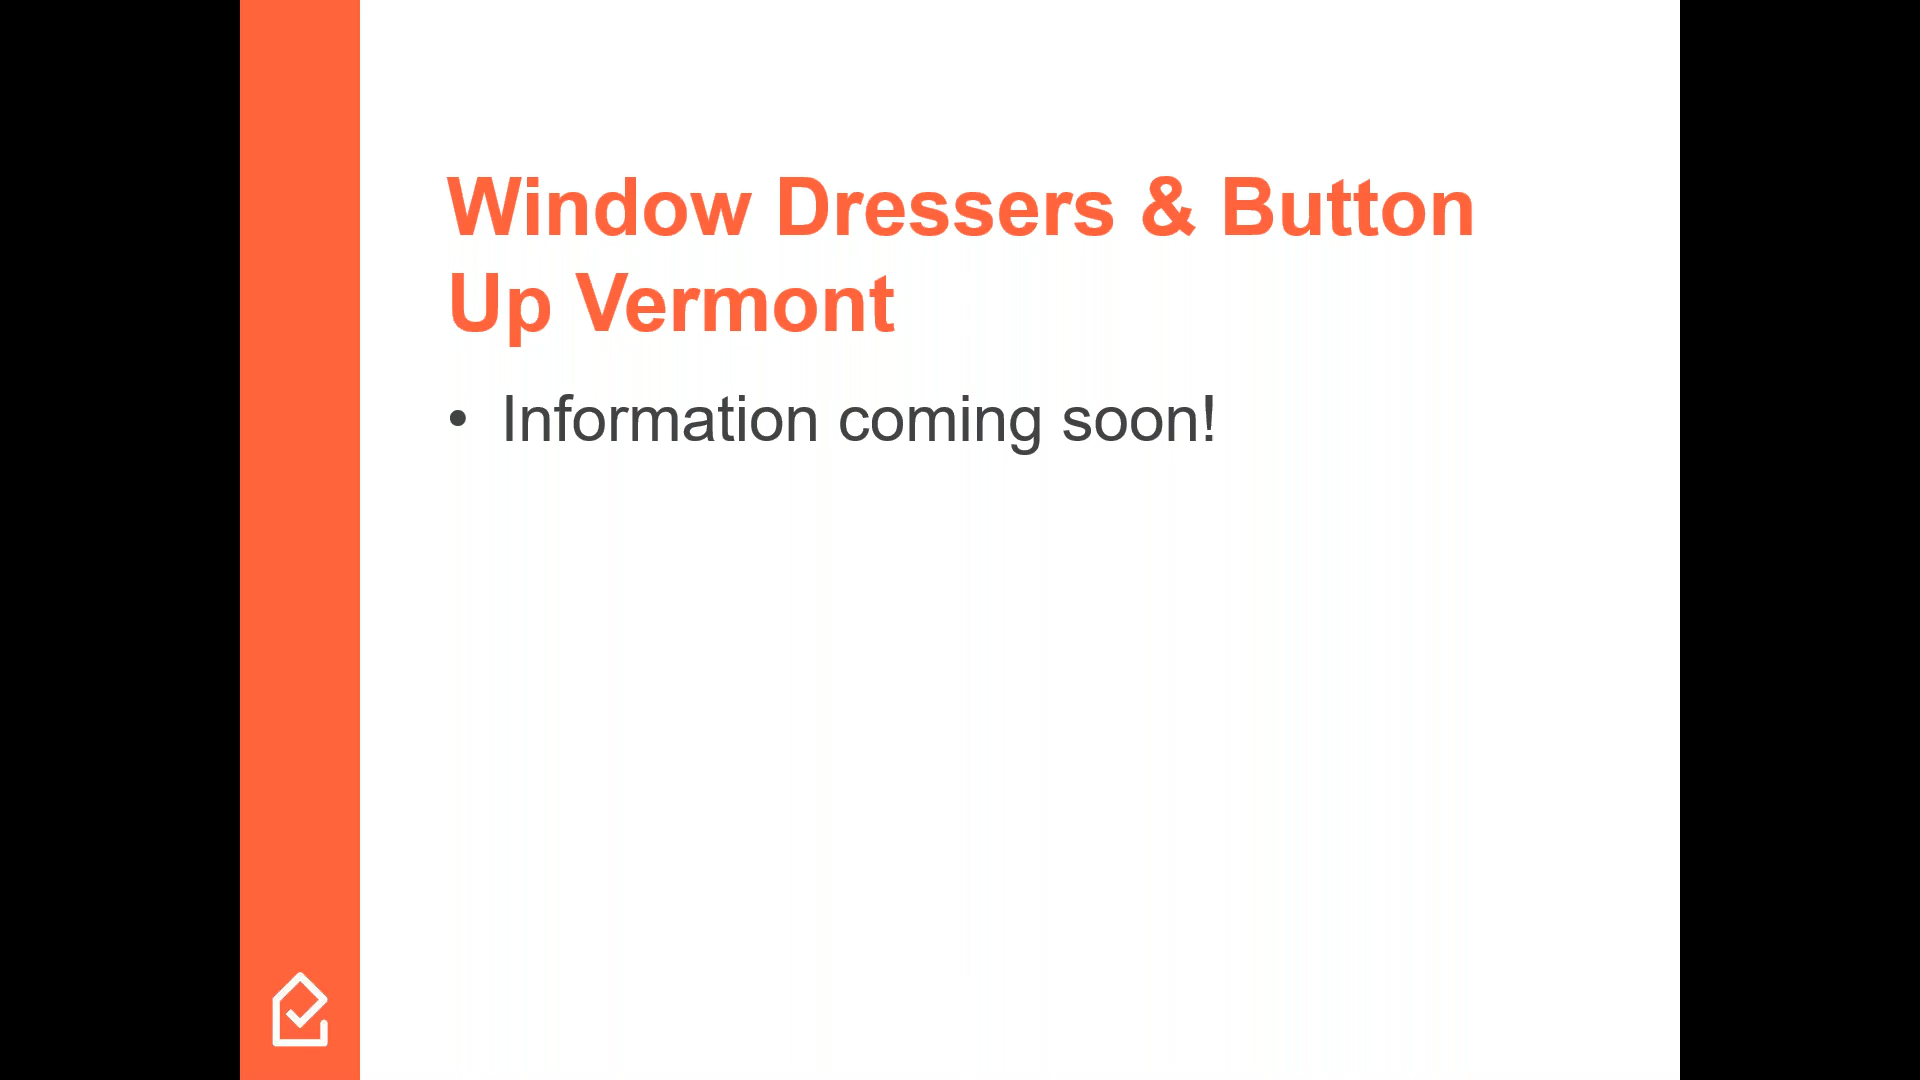 Window Dressers & Button
Up Vermont
• Information coming soon!